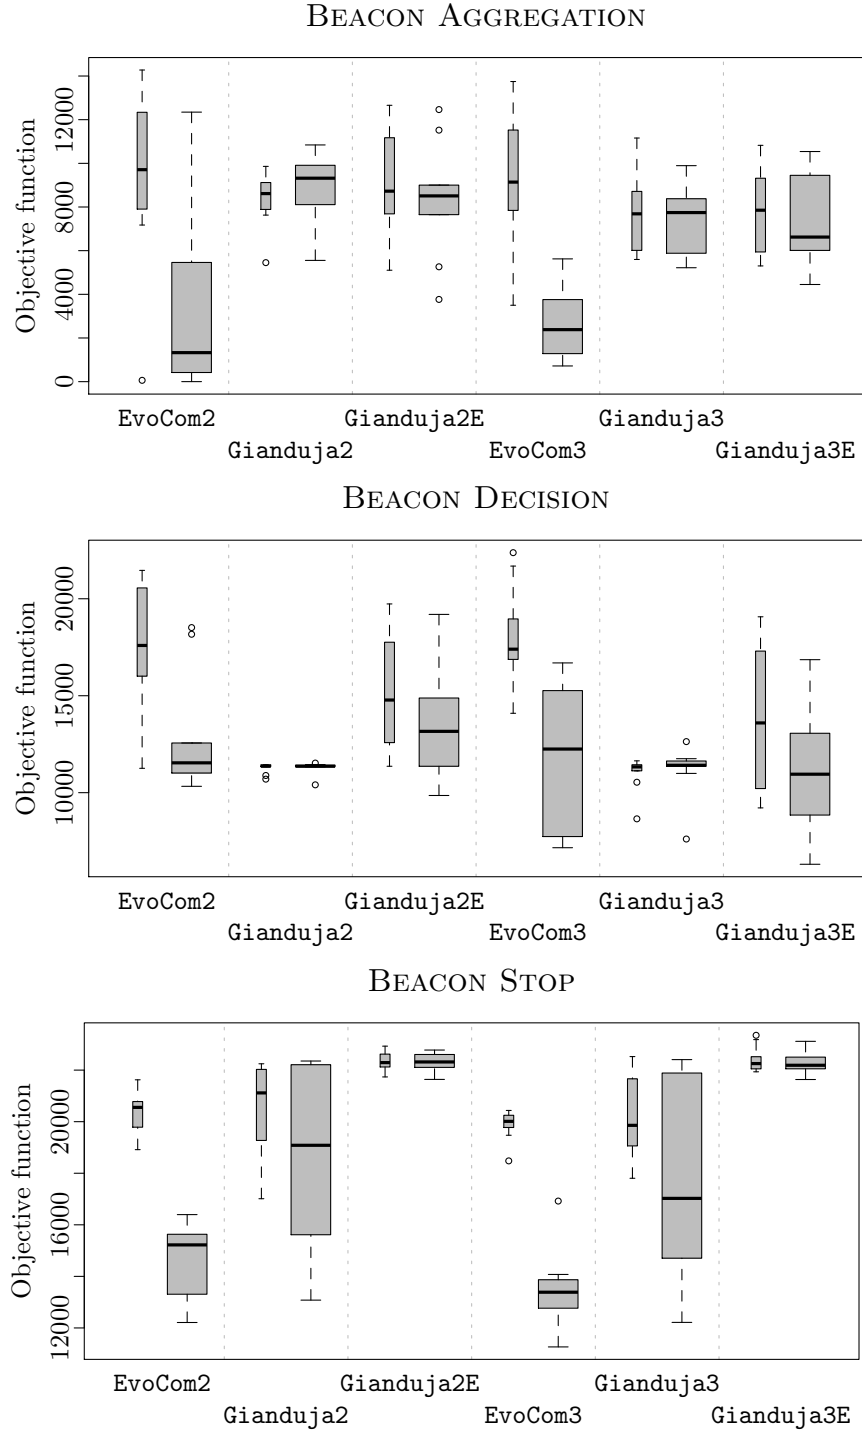 BEACON AGGREGATION
Objective function
12000
8000
4000
0
EvoCom2
Gianduja2E
Gianduja3
Gianduja2
EvoCom3
Gianduja3E
BEACON DECISION
Objective function
20000
15000
10000
EvoCom2
Gianduja2E
Gianduja3
Gianduja2
EvoCom3
Gianduja3E
BEACON STOP
Objective function
20000
16000
12000
EvoCom2
Gianduja2E
Gianduja3
Gianduja2
EvoCom3
Gianduja3E